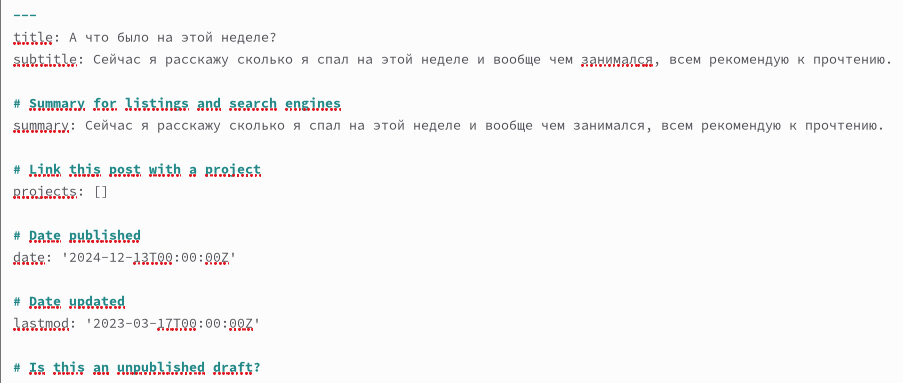 ---
title: А что было на этой неделе?
subtitle: Сейчас я расскажу сколько я спал на этой неделе и вообще чем занимался, всем рекомендую к прочтению.
# Summary for listings and search engines
summary: Сейчас я расскажу сколько я спал на этой неделе и вообще чем занимался, всем рекомендую к прочтению.
# Link this post with a project
projects: []
# Date published
date: '2024-12-13T00:00:00Z'
# Date updated
lastmod: '2023-03-17T00:00:00Z'
# Is this an unpublished draft?